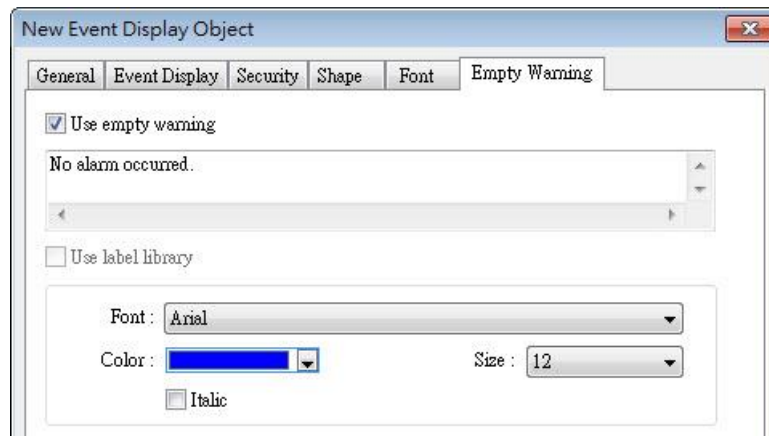 New Event Display Object
General Event Display Security Shape Font Empty Warning
Use empty warning
No alarm occurred.
Use label library
Font : Arial
Color : Size : 12
Italic